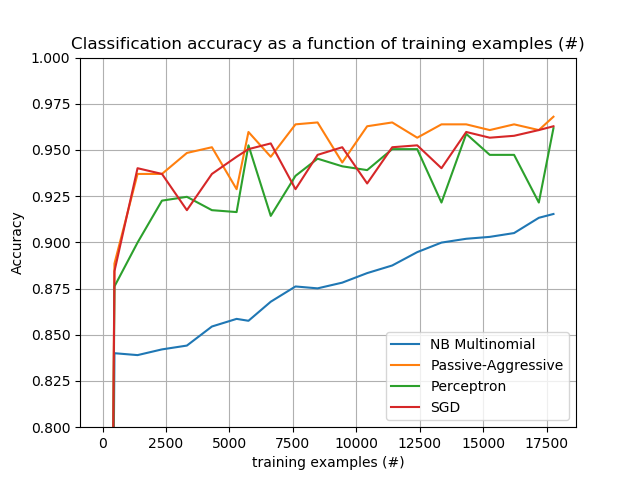 Classification accuracy as a function of training examples (#)
1.000
0.975
0.950
0.925
0.900
0.875
0.850
0.825
0.800
Accuracy
NB Multinomial
Passive-Aggressive
Perceptron
SGD
0 2500 5000 7500 10000 12500 15000 17500
training examples (#)